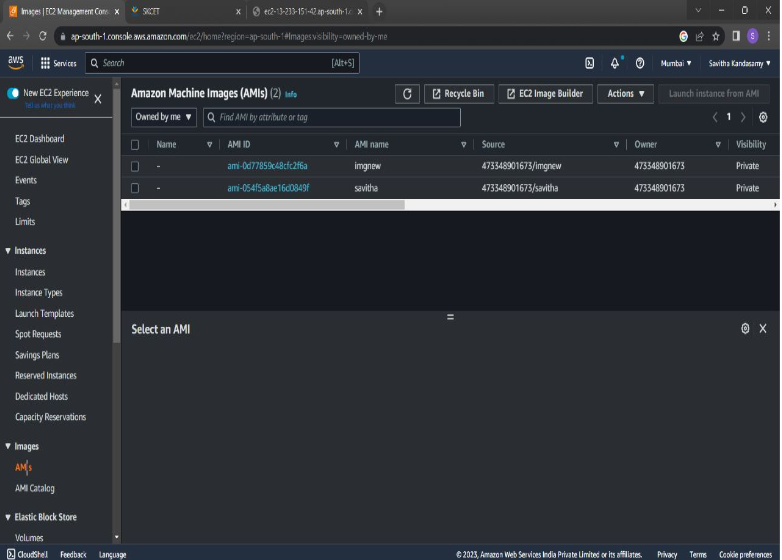 Images | EC2 Management Conso
SKCET
ec2-13-233-151-42.ap-south-1.c
ap-south-1.console.aws.amazon.com/ec2/home?region=ap-south-1#Images:visibility=owned-by-me
S
aws
Services
Search
[Alt+S]
Mumbai
Savitha Kandasamy
New EC2 Experience
Tell us what you think
EC2 Dashboard
EC2 Global View
Events
Tags
Limits
Instances
Instances
Instance Types
Launch Templates
Spot Requests
Savings Plans
Reserved Instances
Dedicated Hosts
Capacity Reservations
Images
AMIs
AMI Catalog
Elastic Block Store
Volumes
Amazon Machine Images (AMIs) (2) Info
Recycle Bin
EC2 Image Builder
Actions
Launch instance from AMI
Owned by me
Find AMI by attribute or tag
1
Name AMI ID AMI name Source Owner Visibility
- ami-0d77859c48cfc2f6a imgnew 473348901673/imgnew 473348901673 Private
- ami-054f5a8ae16d0849f savitha 473348901673/savitha 473348901673 Private
Select an AMI
CloudShell Feedback Language © 2023, Amazon Web Services India Private Limited or its affiliates. Privacy Terms Cookie preferences